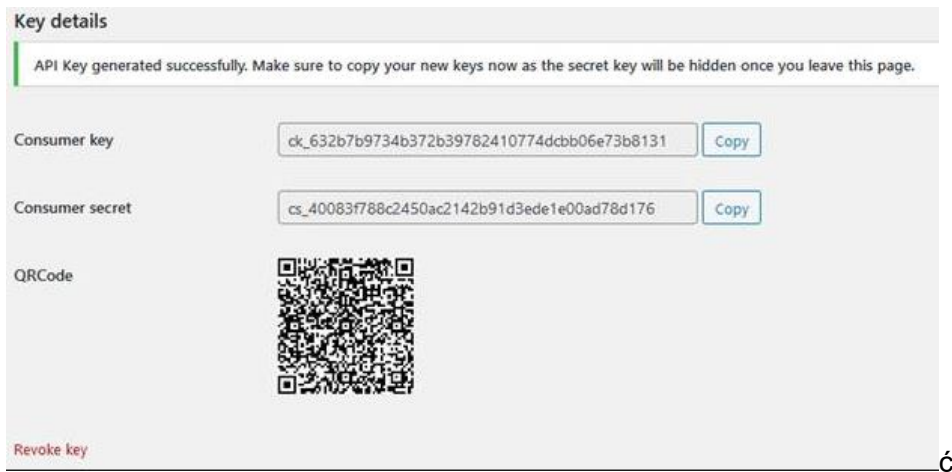 Key details
API Key generated successfully. Make sure to copy your new keys now as the secret key will be hidden once you leave this page.
Consumer key ck_632b7b9734b372b39782410774dcbb06e73b8131 Copy
Consumer secret cs_40083f788c2450ac2142b91d3ede1e00ad78d176 Copy
QRCode
Revoke key
ć